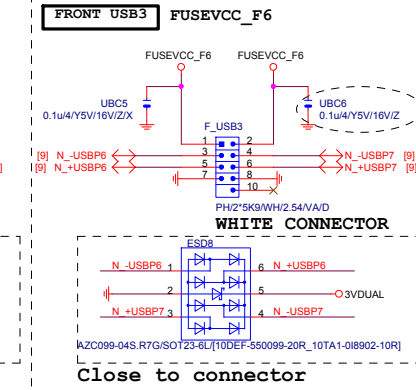 FRONT USB3 FUSEVCC_F6
FUSEVCC_F6 FUSEVCC_F6
UBC5 UBC6
0.1u/4/Y5V/16V/Z/X 0.1u/4/Y5V/16V/Z
F_USB3
1 2
[9] N_-USBP6 3 4 N_-USBP7 [9]
[9] N_+USBP6 5 6 N_+USBP7 [9]
7 8
10
PH/2*5K9/WH/2.54/VA/D
WHITE CONNECTOR
ESD8
N_-USBP6 1 6 N_+USBP6
2 5 3VDUAL
N_+USBP7 3 4 N_-USBP7
AZC099-04S.R7G/SOT23-6L/[10DEF-550099-20R_10TA1-0I8902-10R]
Close to connector